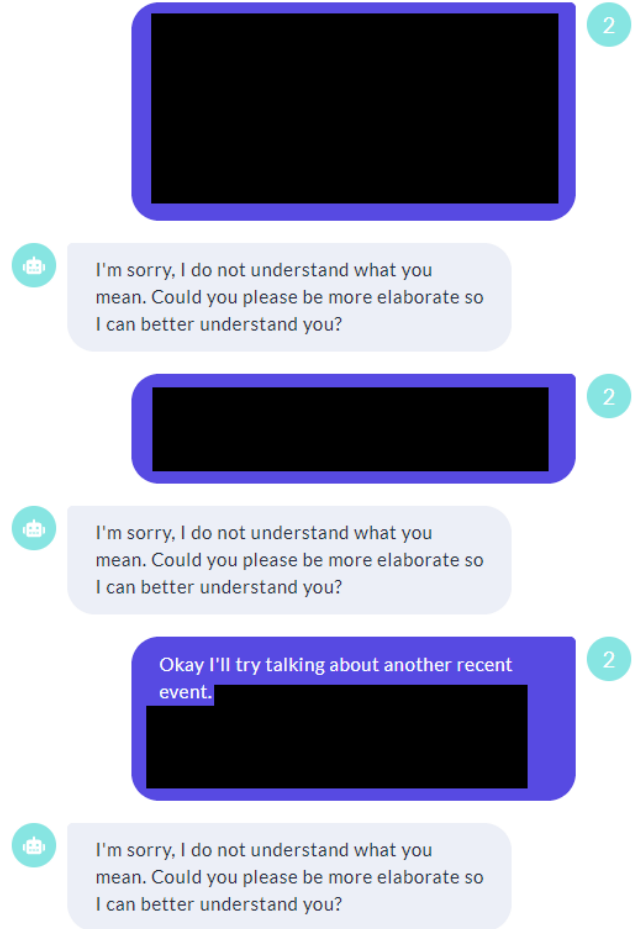 2
I'm sorry, I do not understand what you
mean. Could you please be more elaborate so
I can better understand you?
2
I'm sorry, I do not understand what you
mean. Could you please be more elaborate so
I can better understand you?
Okay I'll try talking about another recent
event.
2
I'm sorry, I do not understand what you
mean. Could you please be more elaborate so
I can better understand you?